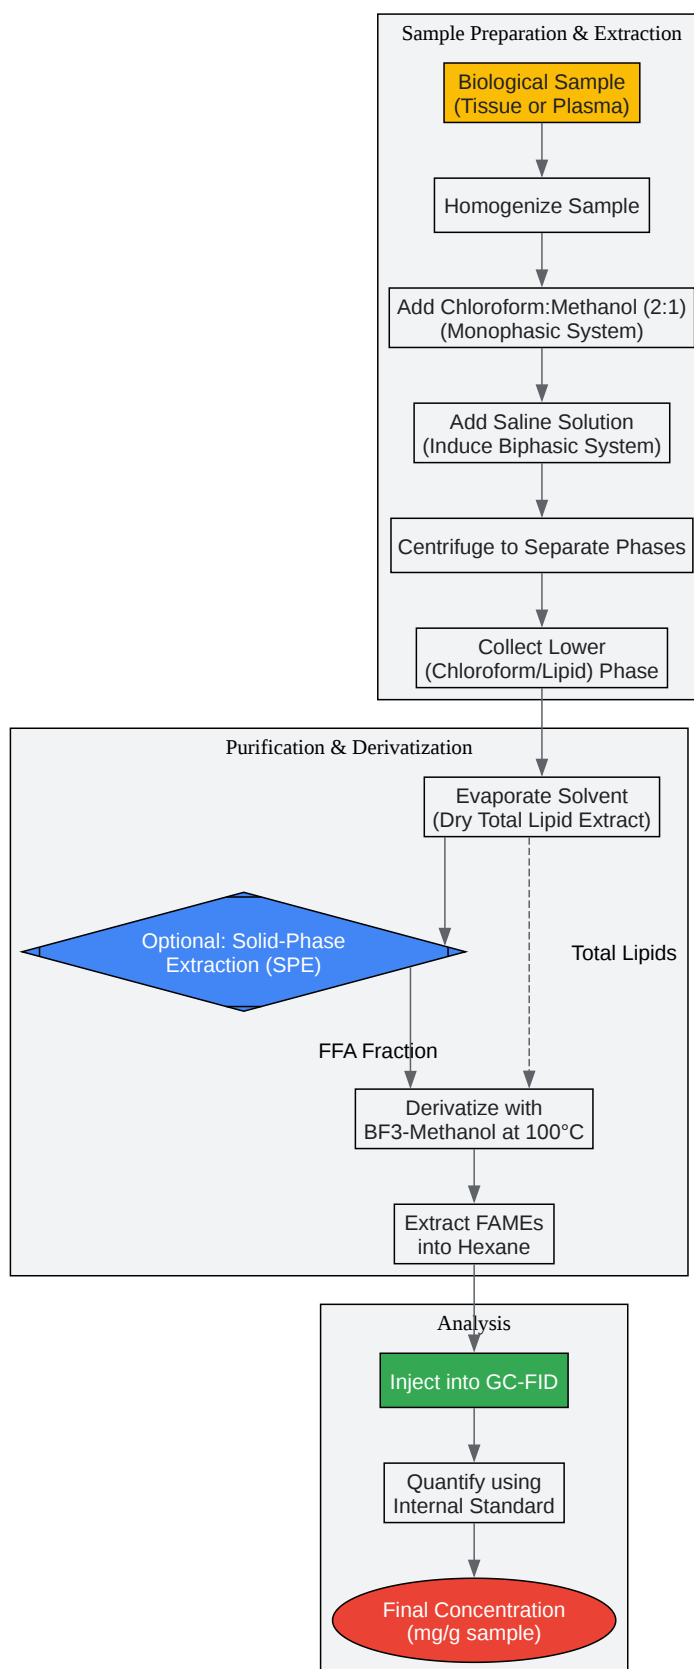 Sample Preparation & Extraction
Biological Sample
(Tissue or Plasma)
Homogenize Sample
Add Chloroform:Methanol (2:1)
(Monophasic System)
Add Saline Solution
(Induce Biphasic System)
Centrifuge to Separate Phases
Collect Lower
(Chloroform/Lipid) Phase
Purification & Derivatization
Evaporate Solvent
(Dry Total Lipid Extract)
Optional: Solid-Phase
Extraction (SPE)
Total Lipids
FFA Fraction
Derivatize with
BF3-Methanol at 100°C
Extract FAMEs
into Hexane
Analysis
Inject into GC-FID
Quantify using
Internal Standard
Final Concentration
(mg/g sample)